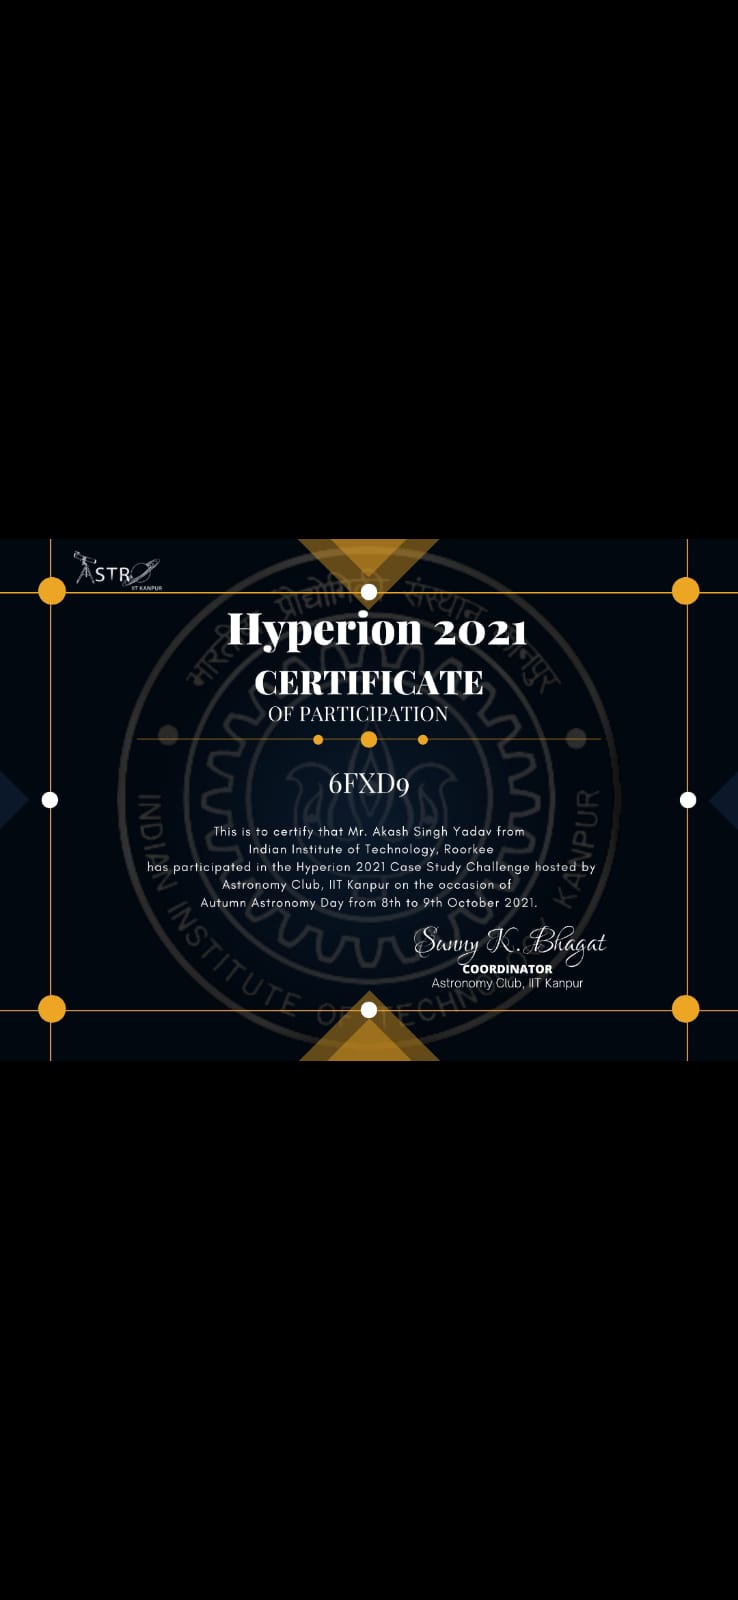 ASTRO
IIT KANPUR
भारतीय प्रौद्योगिकी संस्थान कानपुर
Hyperion 2021
CERTIFICATE
OF PARTICIPATION
6FXD9
This is to certify that Mr. Akash Singh Yadav from
Indian Institute of Technology, Roorkee
has participated in the Hyperion 2021 Case Study Challenge hosted by
Astronomy Club, IIT Kanpur on the occasion of
Autumn Astronomy Day from 8th to 9th October 2021.
Sunny K. Bhagat
COORDINATOR
Astronomy Club, IIT Kanpur
INDIAN INSTITUTE OF TECHNOLOGY KANPUR